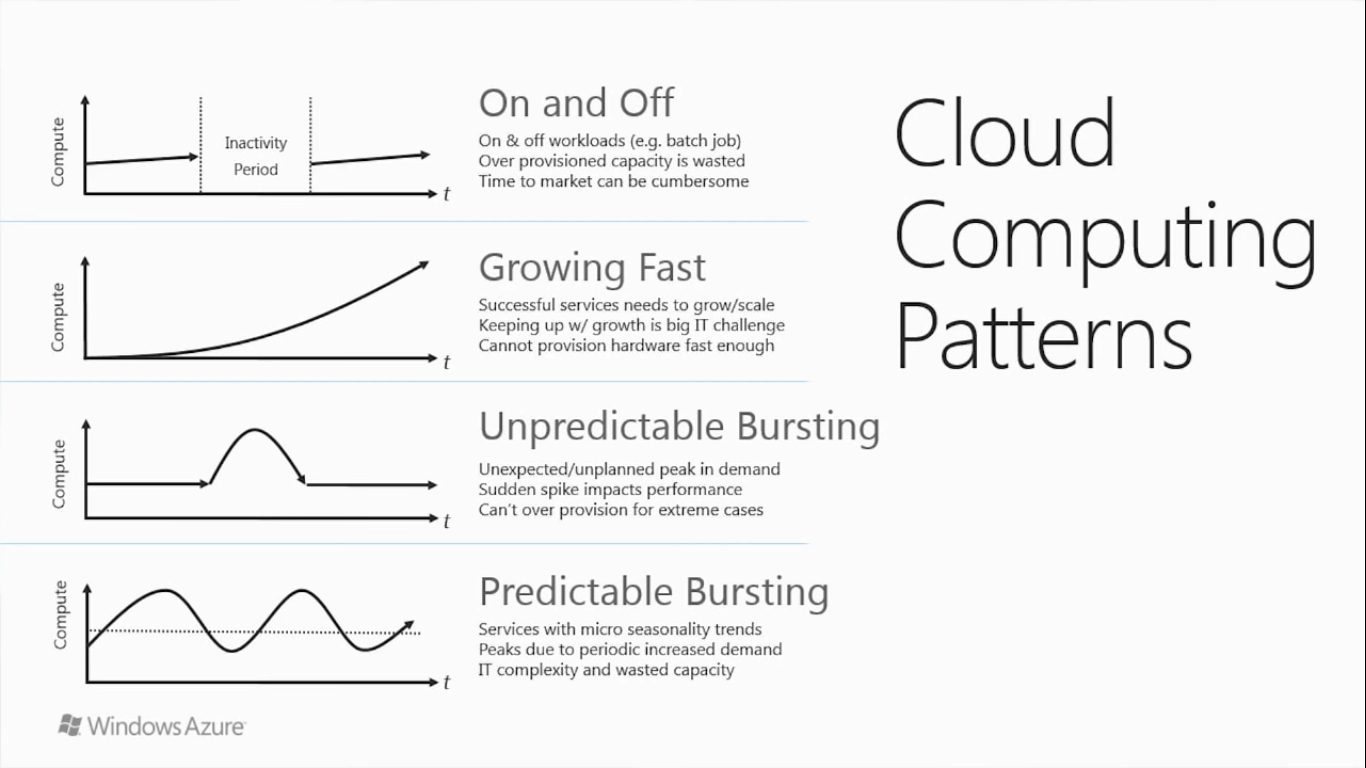 Cloud
Computing
Patterns
On and Off
On & off workloads (e.g. batch job)
Over provisioned capacity is wasted
Time to market can be cumbersome
Compute
Inactivity
Period
t
Growing Fast
Successful services needs to grow/scale
Keeping up w/ growth is big IT challenge
Cannot provision hardware fast enough
Compute
t
Unpredictable Bursting
Unexpected/unplanned peak in demand
Sudden spike impacts performance
Can't over provision for extreme cases
Compute
t
Predictable Bursting
Services with micro seasonality trends
Peaks due to periodic increased demand
IT complexity and wasted capacity
Compute
t
Windows Azure